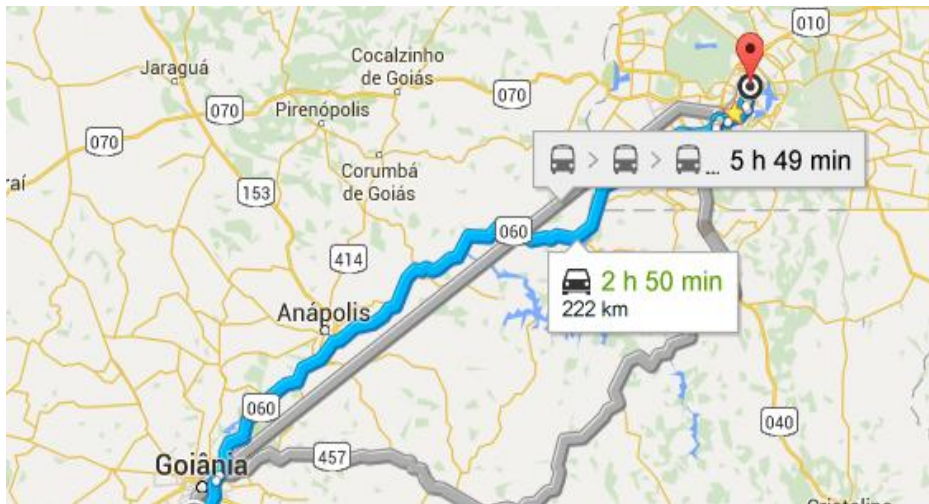 010
Jaraguá
Cocalzinho
de Goiás
070
070
Pirenópolis
070
Corumbá
de Goiás
153
> > ... 5 h 49 min
060
414
2 h 50 min
222 km
Anápolis
060
040
Goiânia
457